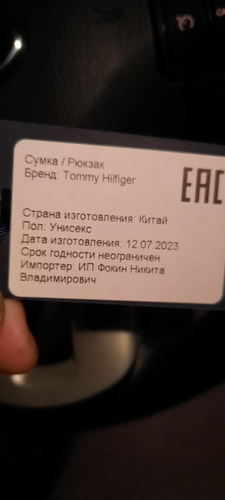 Сумка / Рюкзак
Бренд: Tommy Hilfiger
EAC
Страна изготовления: Китай
Пол: Унисекс
Дата изготовления: 12.07.2023
Срок годности неограничен
Импортер: ИП Фокин Никита
Владимирович